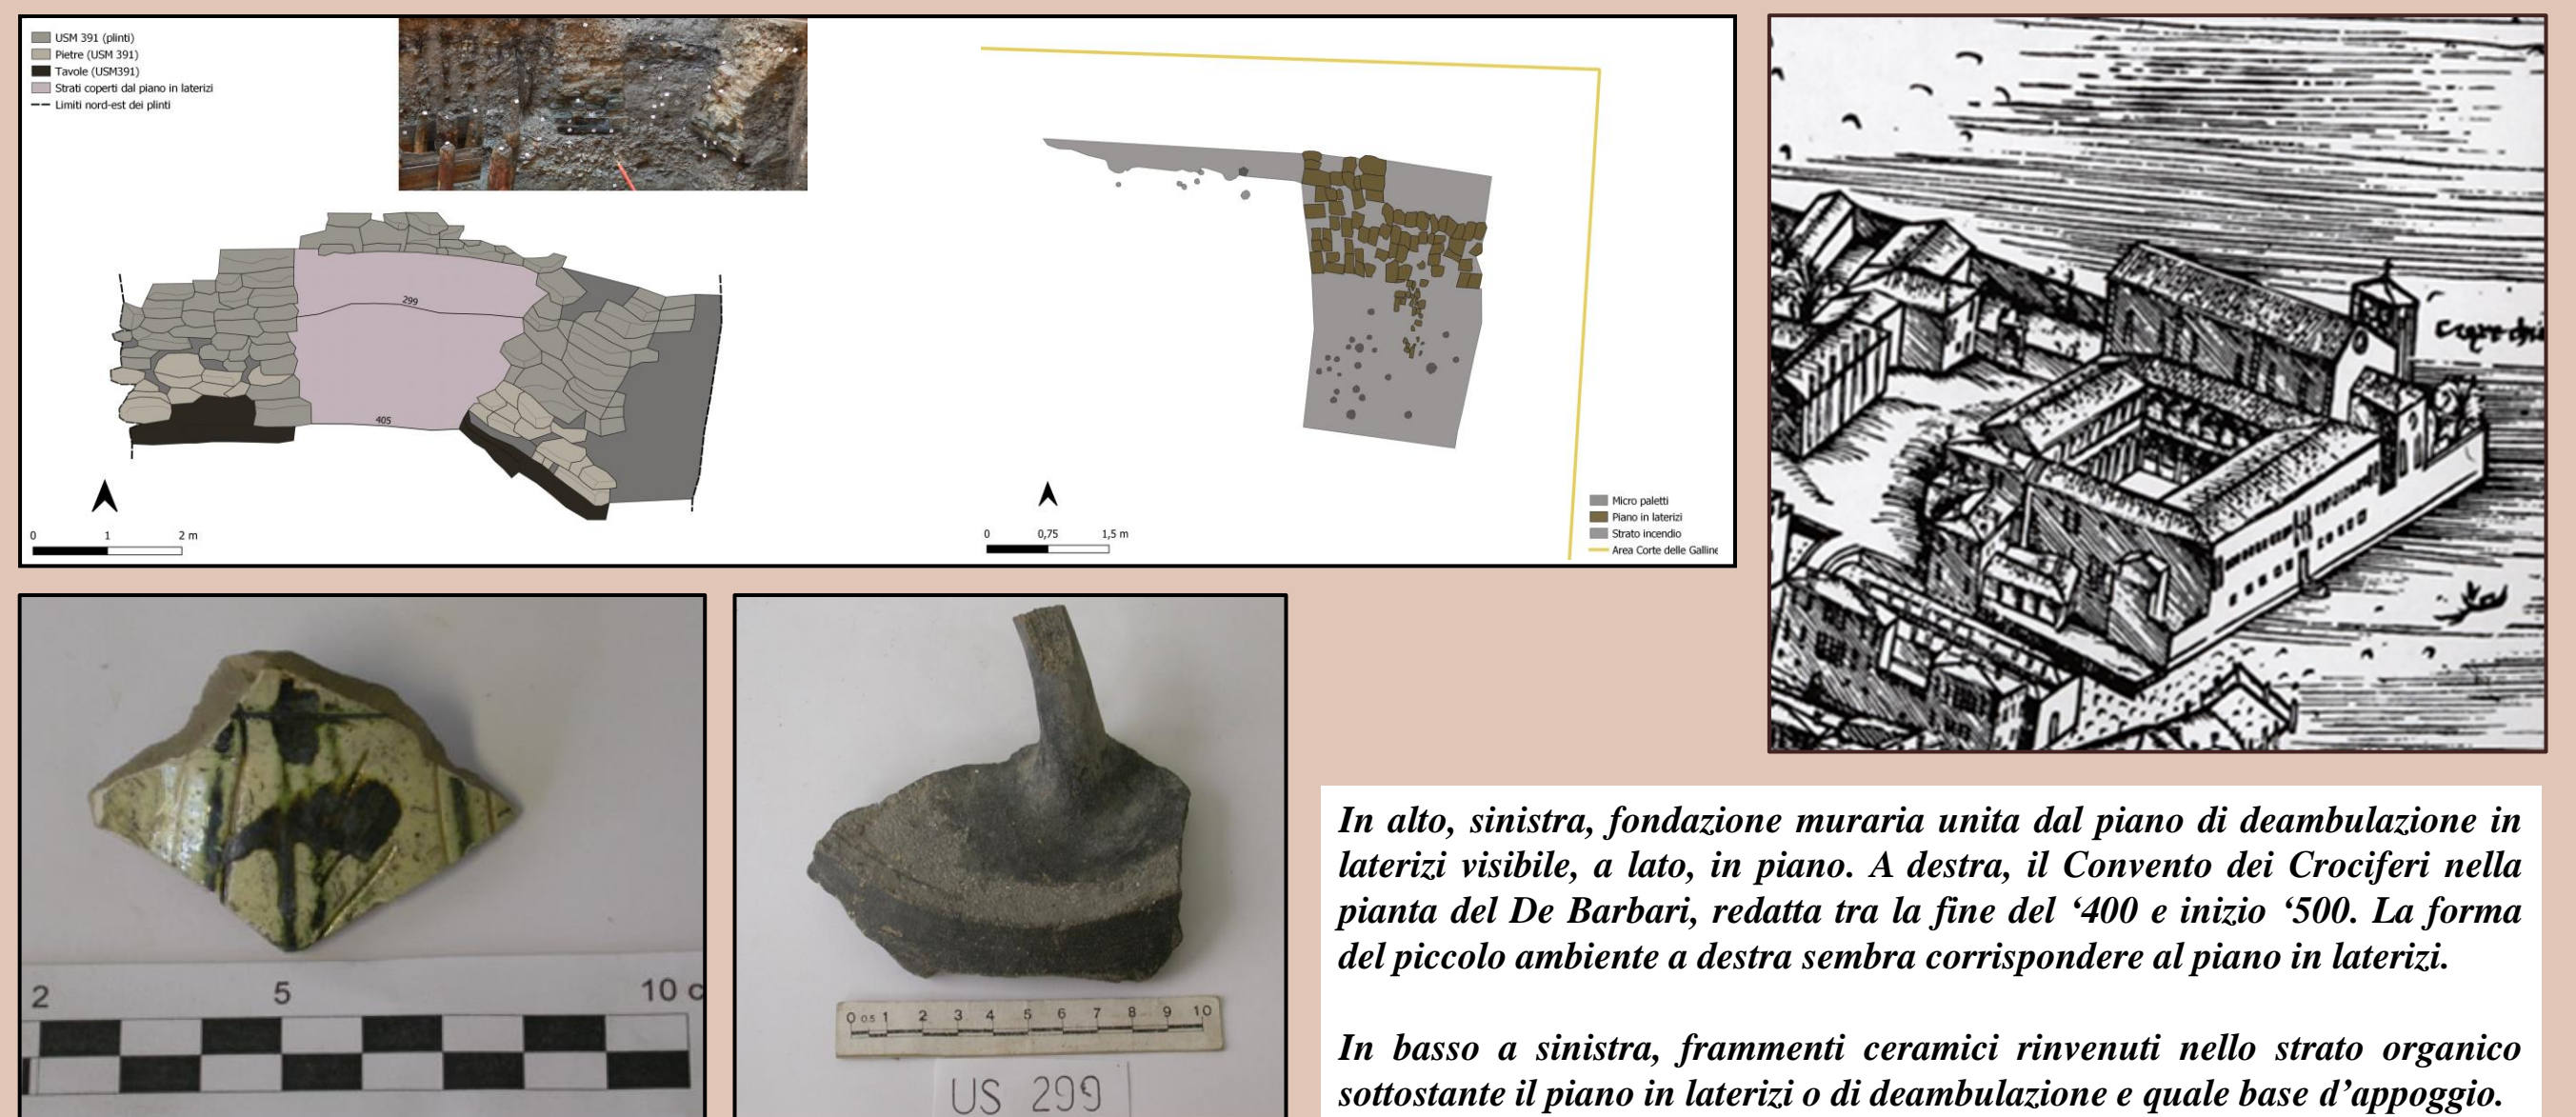 USM 391 (plinti)
Pietre (USM 391)
Tavole (USM391)
Strati coperti dal piano in laterizi
Limiti nord-est dei plinti
299
405
0 1 2 m
0 0,75 1,5 m
Micro paletti
Piano in laterizi
Strato incendio
Area Corte delle Galline
2 5 10 c
0 0.5 1 2 3 4 5 6 7 8 9 10
US 299
In alto, sinistra, fondazione muraria unita dal piano di deambulazione in
laterizi visibile, a lato, in piano. A destra, il Convento dei Crociferi nella
pianta del De Barbari, redatta tra la fine del ‘400 e inizio ‘500. La forma
del piccolo ambiente a destra sembra corrispondere al piano in laterizi.
In basso a sinistra, frammenti ceramici rinvenuti nello strato organico
sottostante il piano in laterizi o di deambulazione e quale base d’appoggio.